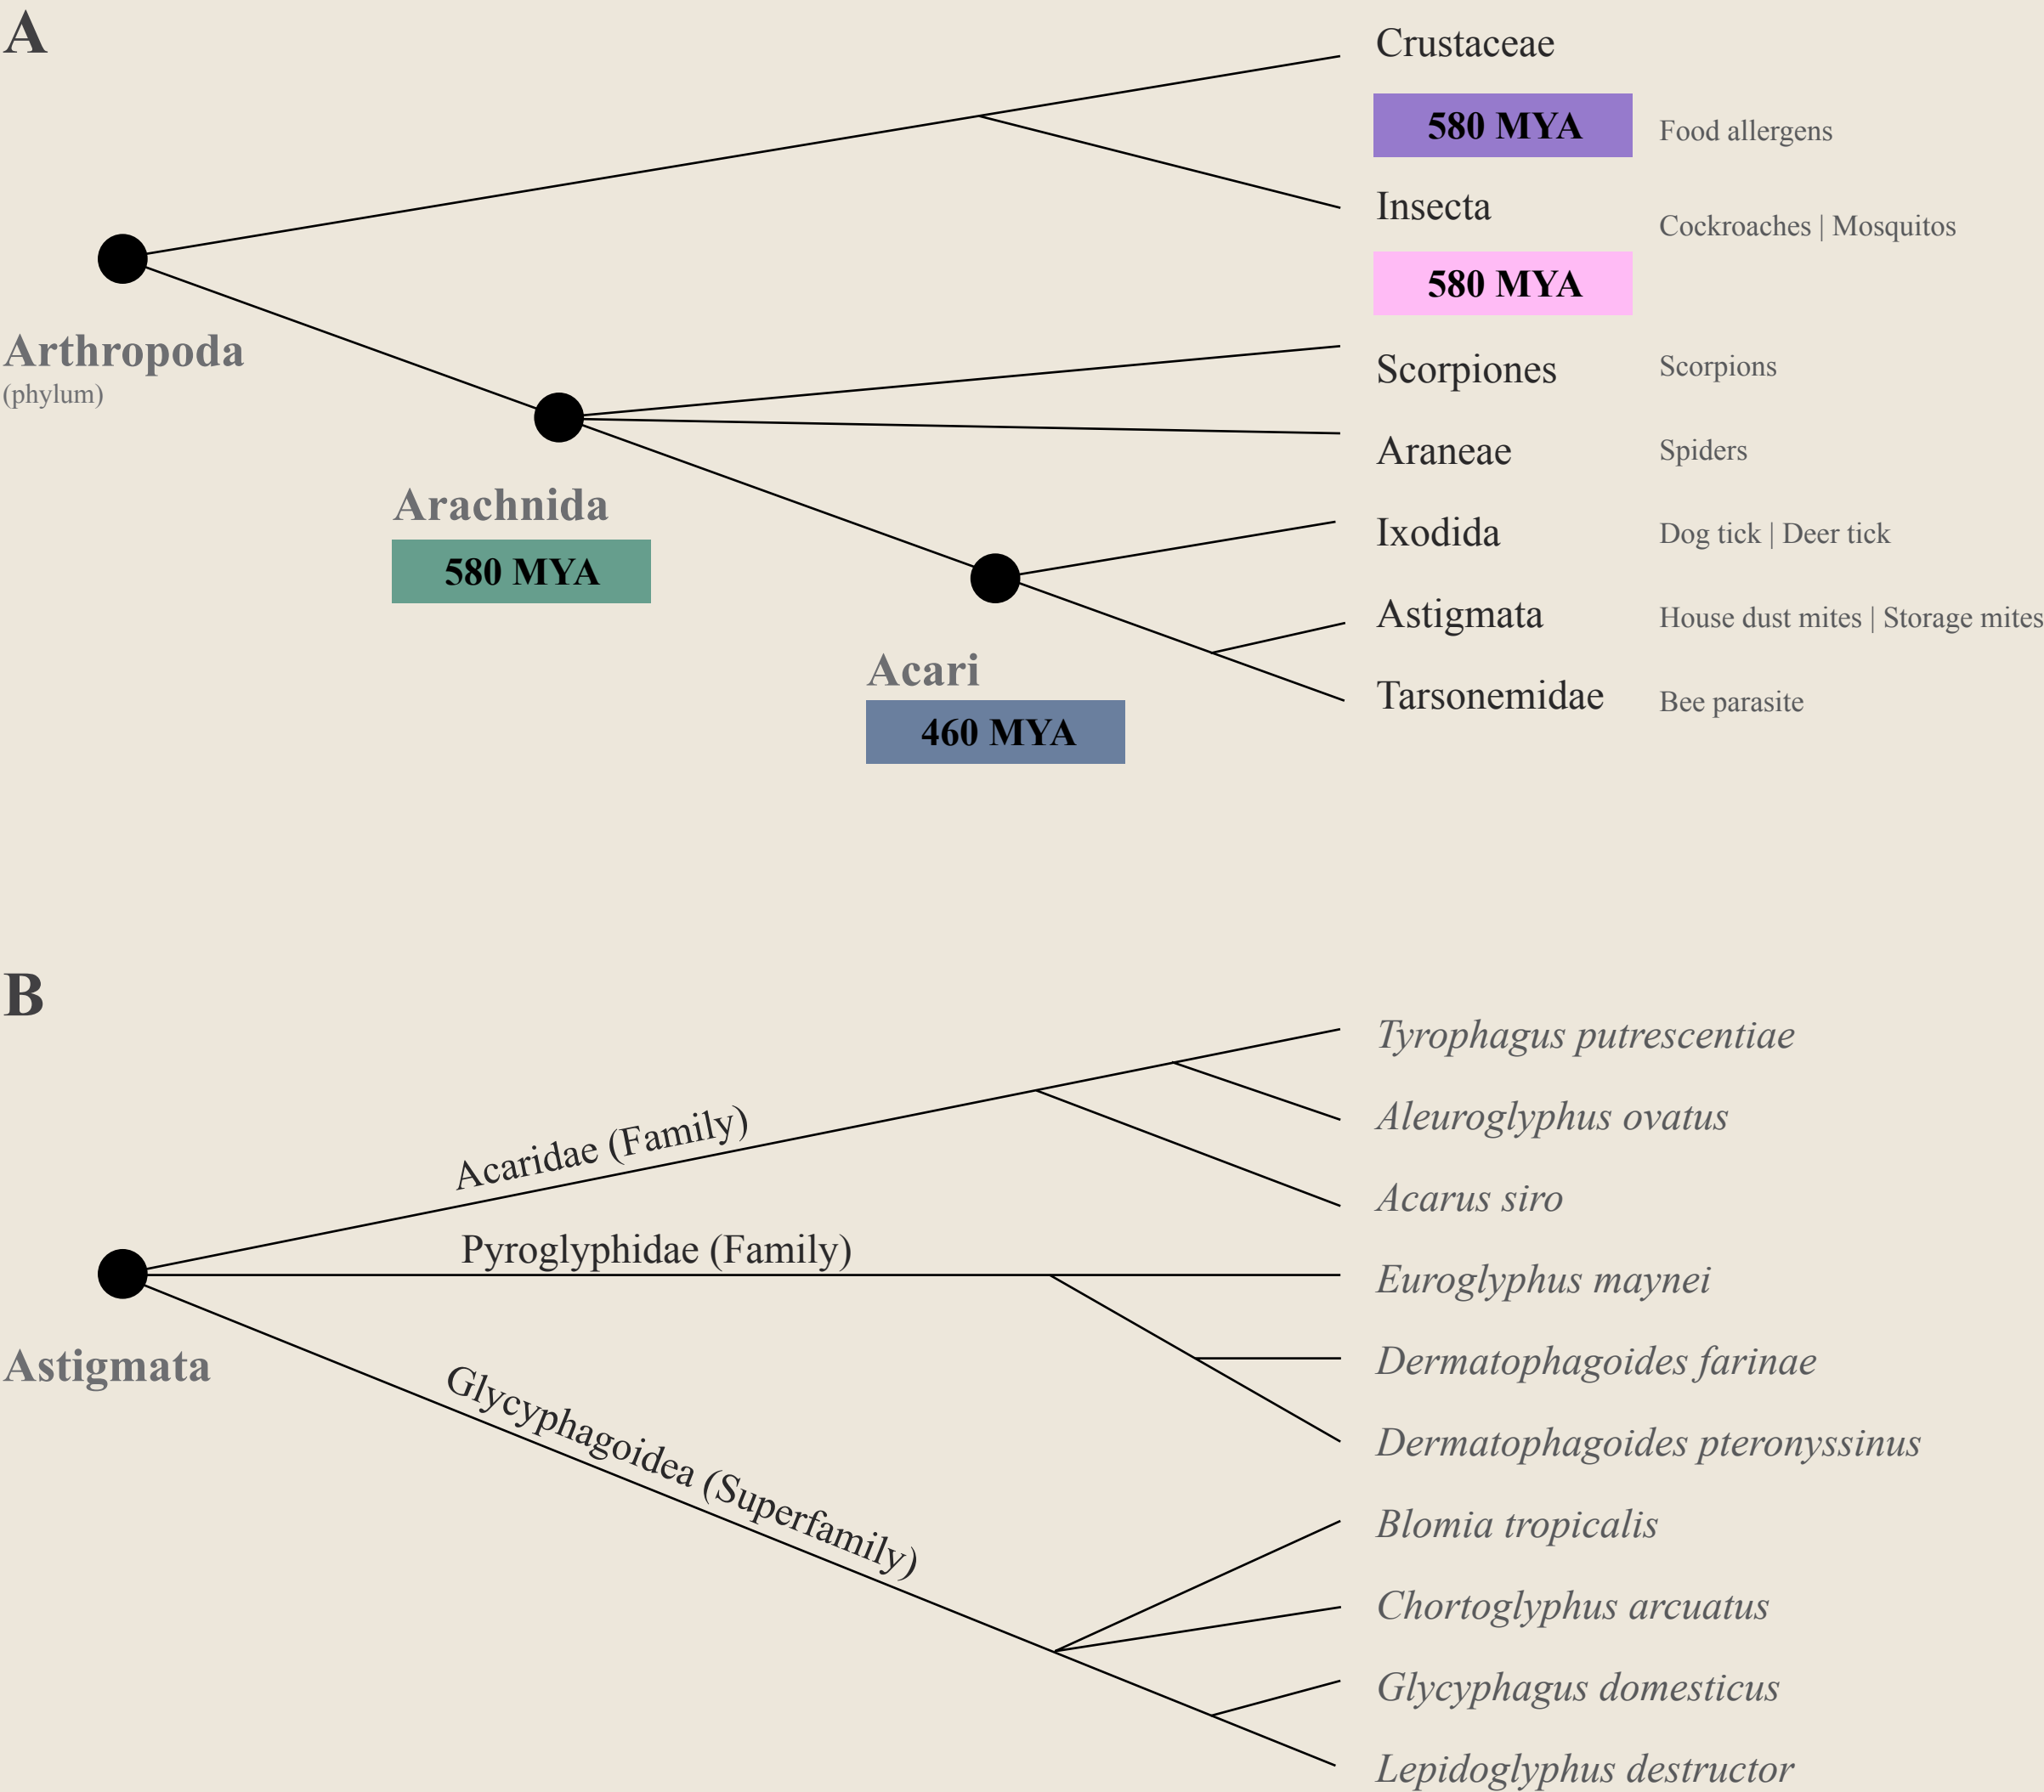 A
Crustaceae
580 MYA
Food allergens
Insecta
Cockroaches | Mosquitos
580 MYA
Arthropoda
(phylum)
Scorpiones
Scorpions
Araneae
Spiders
Arachnida
580 MYA
Ixodida
Dog tick | Deer tick
Astigmata
House dust mites | Storage mites
Acari
460 MYA
Tarsonemidae
Bee parasite
B
Tyrophagus putrescentiae
Aleuroglyphus ovatus
Acaridae (Family)
Acarus siro
Pyroglyphidae (Family)
Euroglyphus maynei
Astigmata
Dermatophagoides farinae
Dermatophagoides pteronyssinus
Glycyphagoidea (Superfamily)
Blomia tropicalis
Chortoglyphus arcuatus
Glycyphagus domesticus
Lepidoglyphus destructor